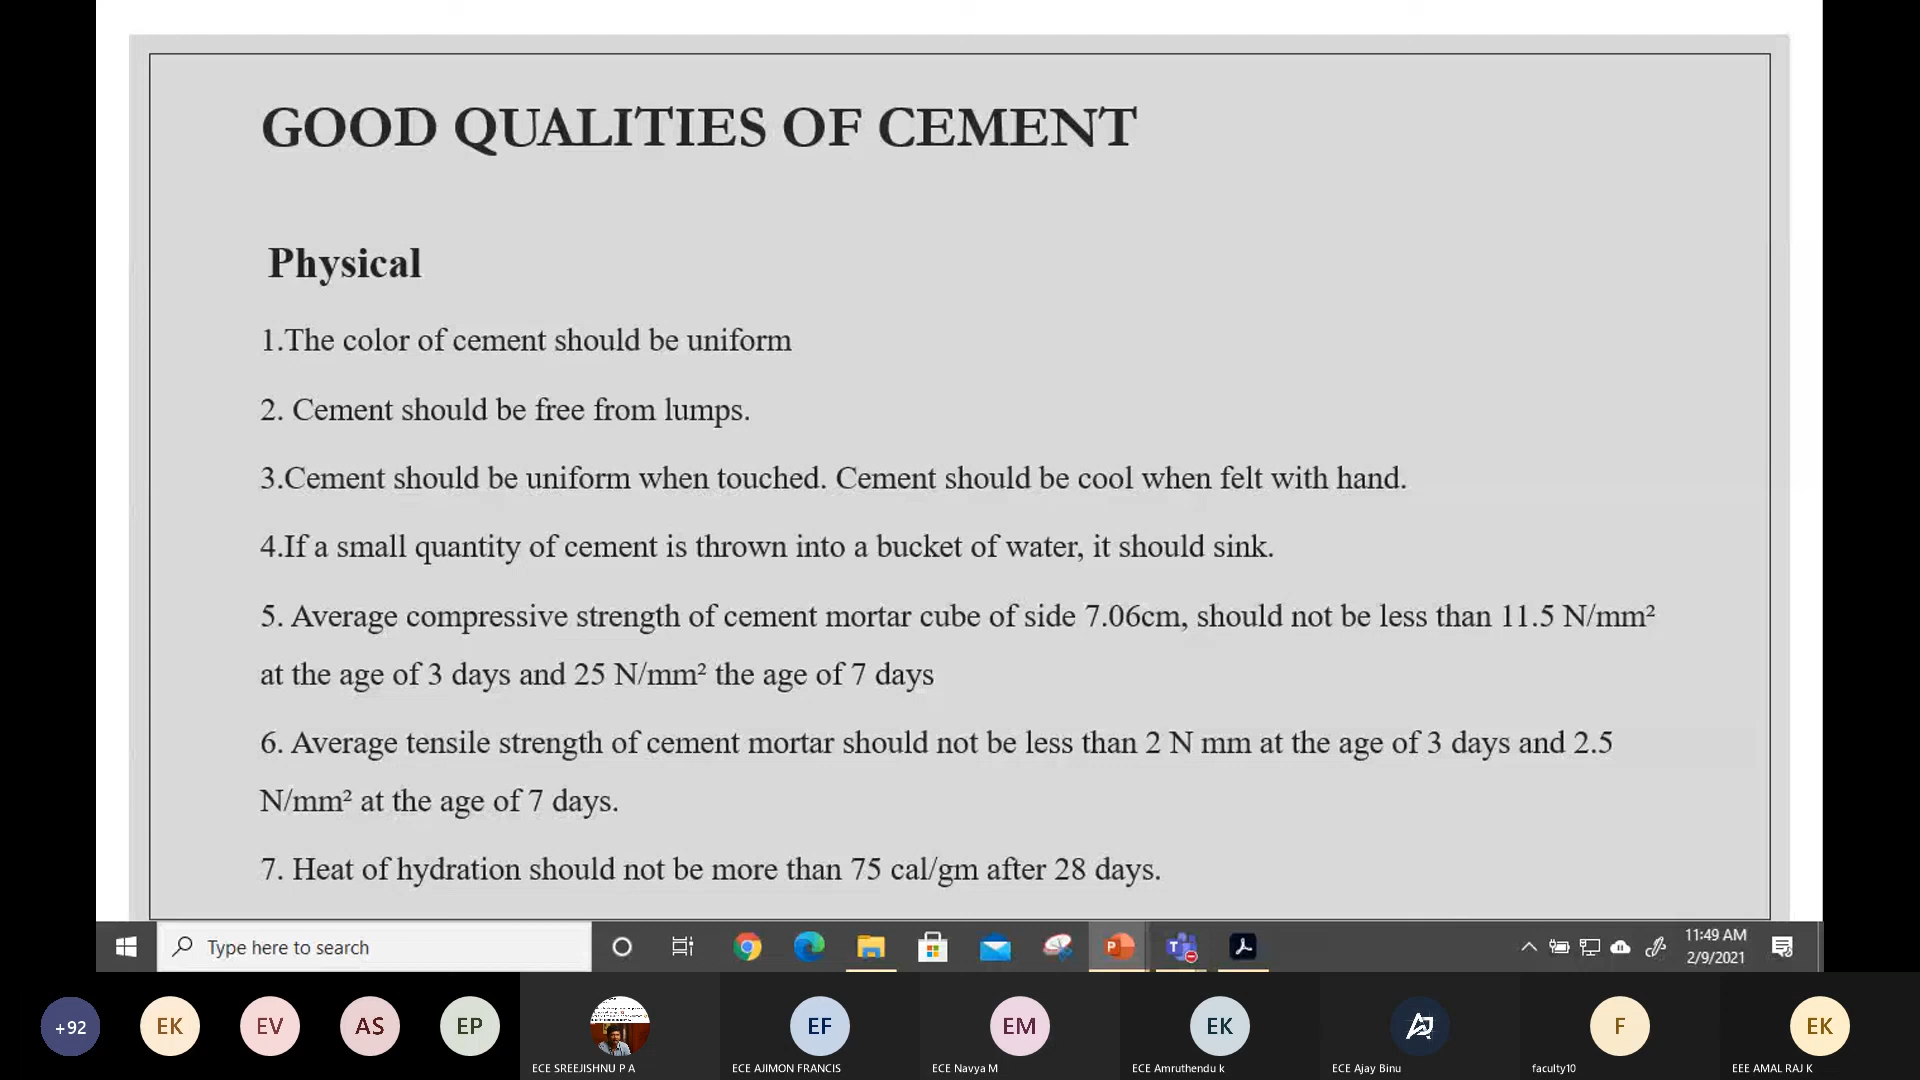 GOOD QUALITIES OF CEMENT
Physical
1.The color of cement should be uniform
2. Cement should be free from lumps.
3.Cement should be uniform when touched. Cement should be cool when felt with hand.
4.If a small quantity of cement is thrown into a bucket of water, it should sink.
5. Average compressive strength of cement mortar cube of side 7.06cm, should not be less than 11.5 N/mm²
at the age of 3 days and 25 N/mm² the age of 7 days
6. Average tensile strength of cement mortar should not be less than 2 N mm at the age of 3 days and 2.5
N/mm² at the age of 7 days.
7. Heat of hydration should not be more than 75 cal/gm after 28 days.
Type here to search
11:49 AM
2/9/2021
+92
EK
EV
AS
EP
EF
EM
EK
F
EK
ECE SREEJISHNU P A
ECE AJIMON FRANCIS
ECE Navya M
ECE Amruthendu k
ECE Ajay Binu
faculty10
EEE AMAL RAJ K